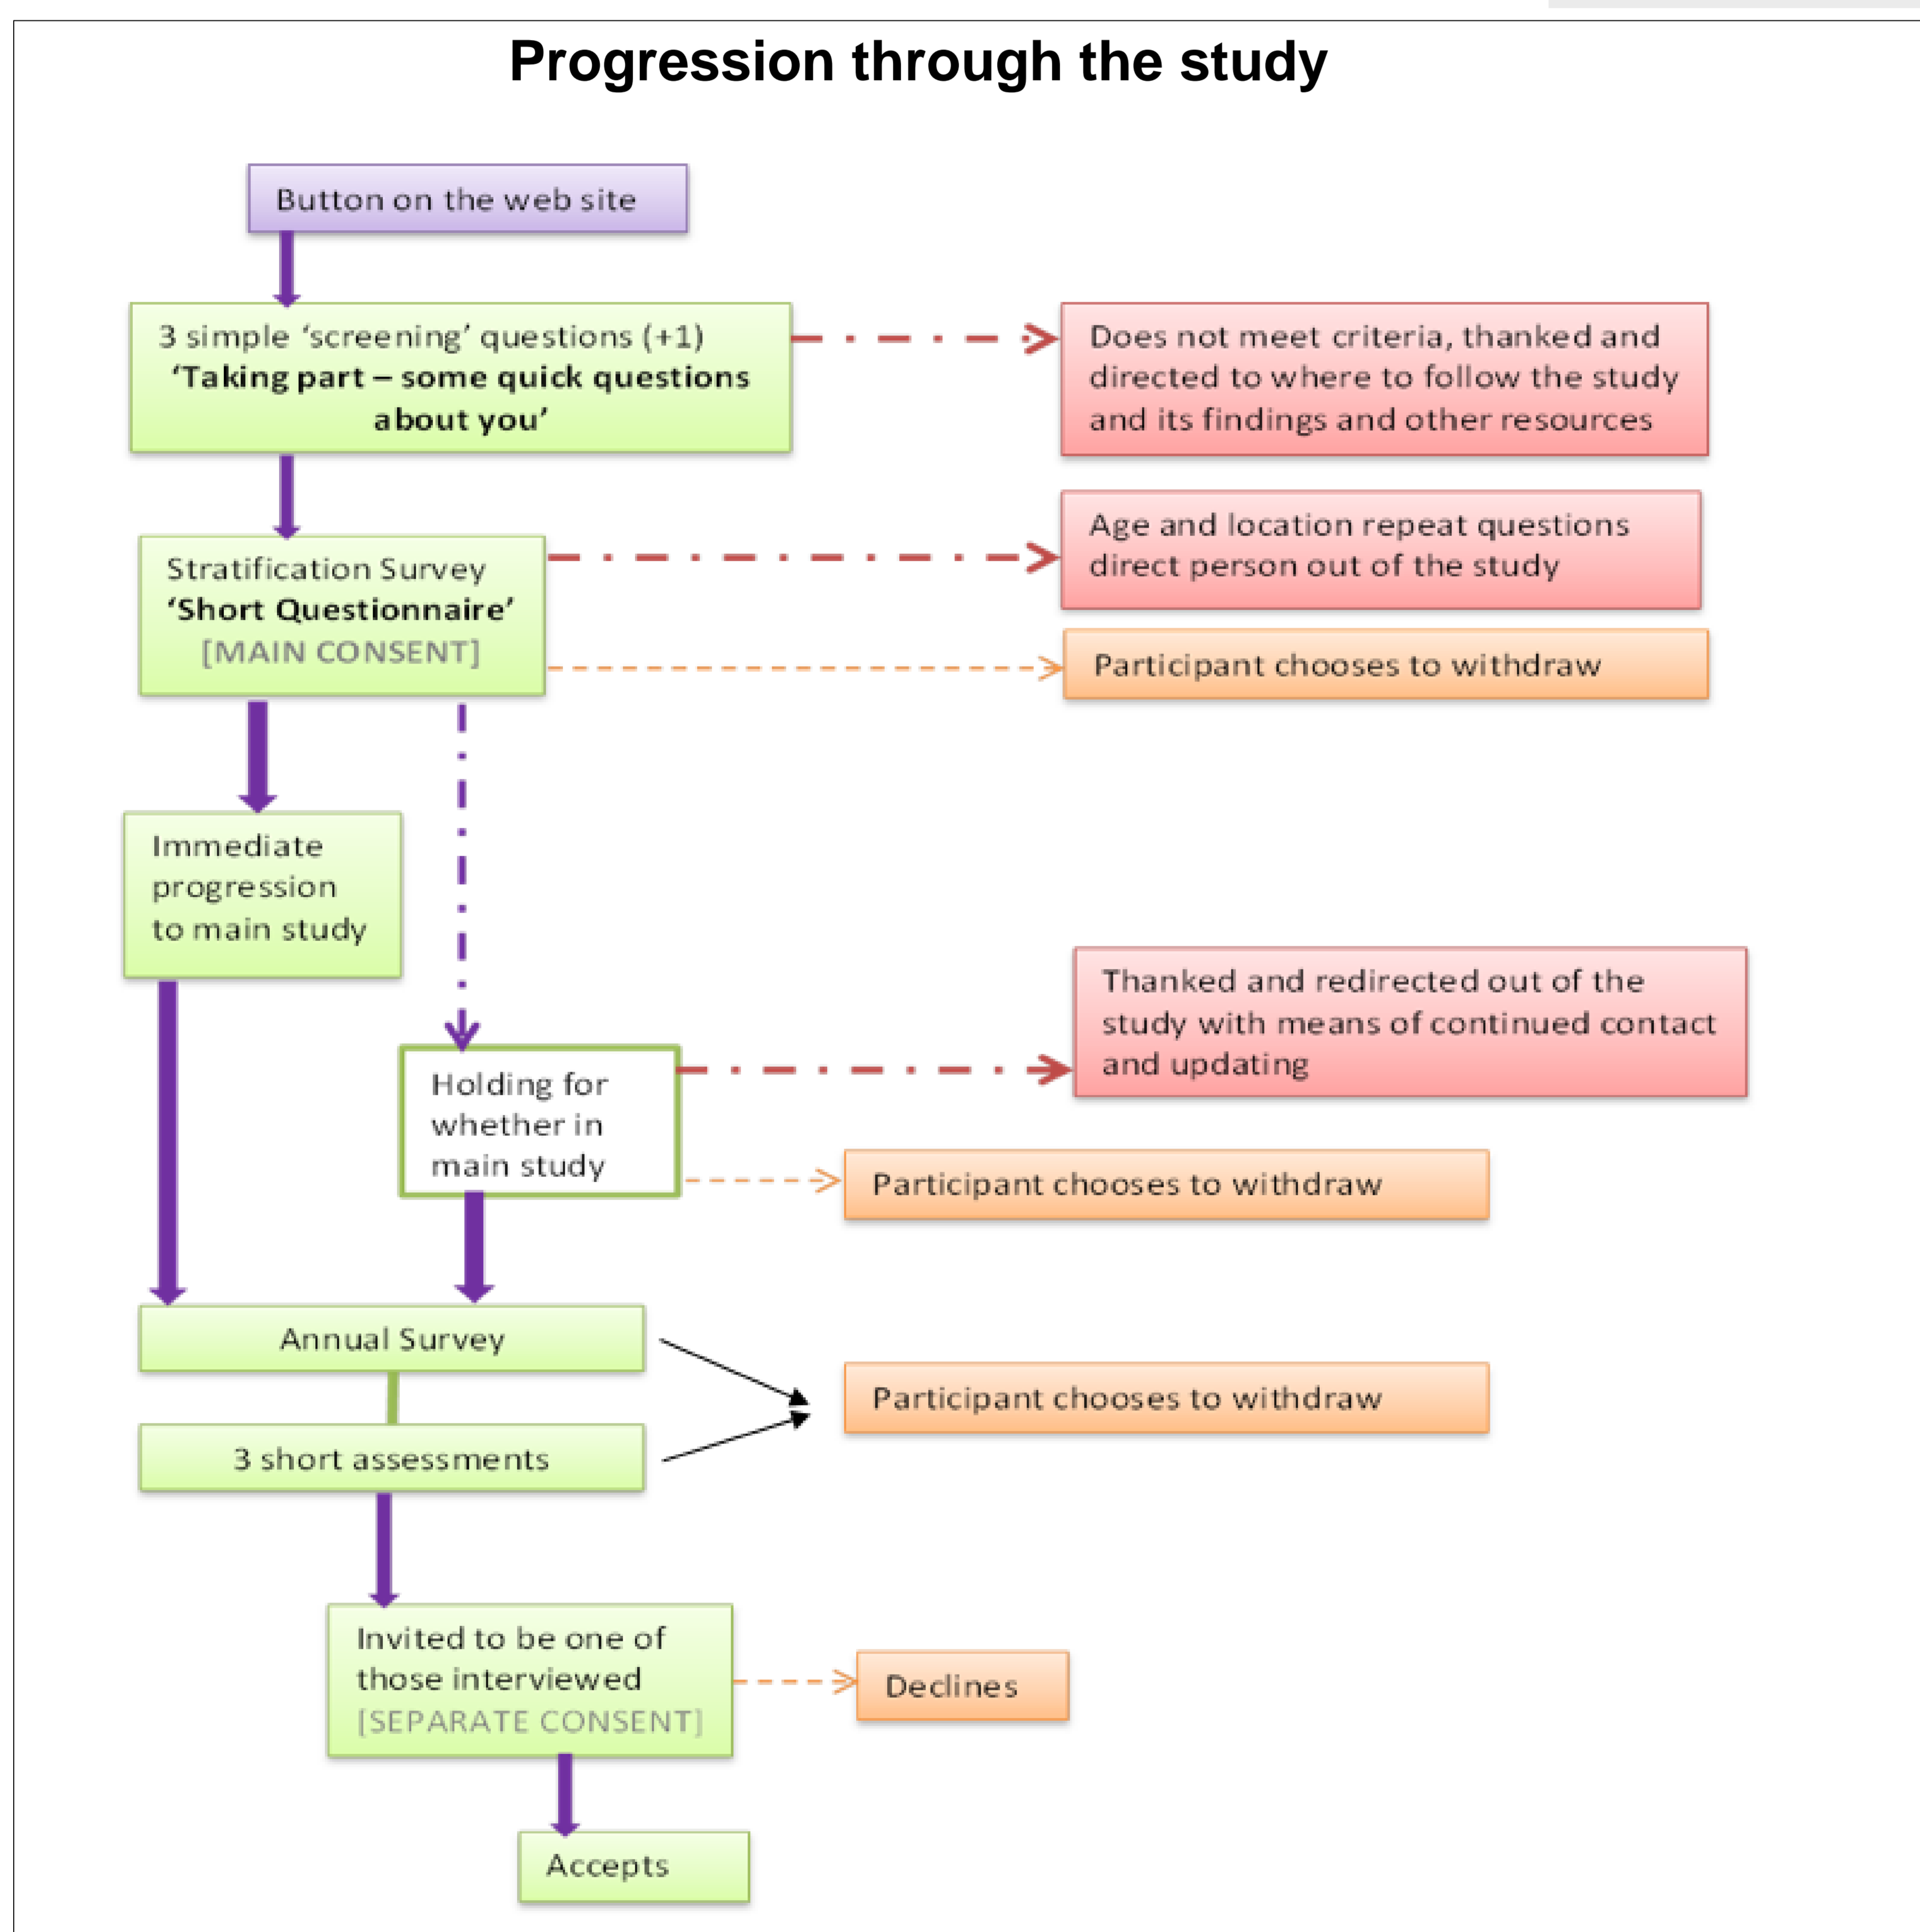 Progression through the study
Button on the web site
3 simple ‘screening’ questions (+1)
‘Taking part – some quick questions
about you’
Does not meet criteria, thanked and
directed to where to follow the study
and its findings and other resources
Stratification Survey
‘Short Questionnaire’
[MAIN CONSENT]
Age and location repeat questions
direct person out of the study
Participant chooses to withdraw
Immediate
progression
to main study
Holding for
whether in
main study
Thanked and redirected out of the
study with means of continued contact
and updating
Participant chooses to withdraw
Annual Survey
3 short assessments
Participant chooses to withdraw
Invited to be one of
those interviewed
[SEPARATE CONSENT]
Declines
Accepts